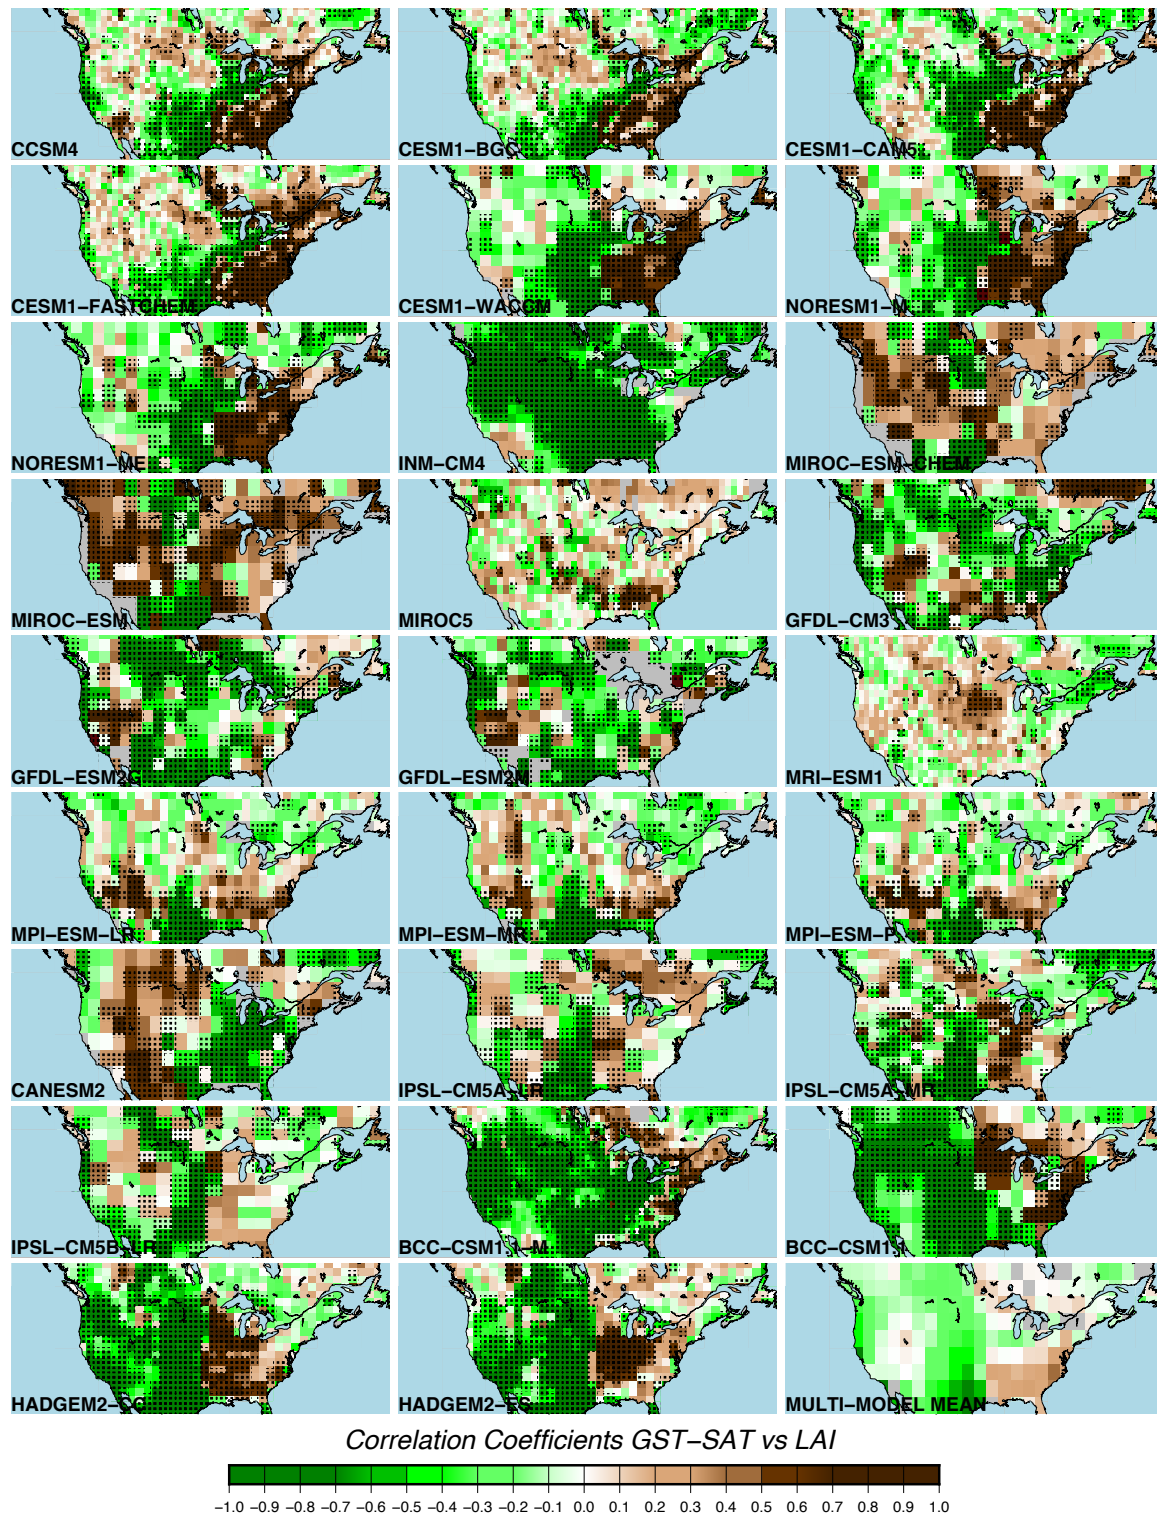 CCSM4
CESM1−BGC
CESM1−CAM5
CESM1−FASTCHEM
CESM1−WACCM
NORESM1−M
NORESM1−ME
INM−CM4
MIROC−ESM−CHEM
MIROC−ESM
MIROC5
GFDL−CM3
GFDL−ESM2G
GFDL−ESM2M
MRI−ESM1
MPI−ESM−LR
MPI−ESM−MR
MPI−ESM−P
CANESM2
IPSL−CM5A−LR
IPSL−CM5A−MR
IPSL−CM5B−LR
BCC−CSM1.1−M
BCC−CSM1.1
HADGEM2−CC
HADGEM2−ES
MULTI−MODEL MEAN
Correlation Coefficients GST−SAT vs LAI
−1.0 −0.9 −0.8 −0.7 −0.6 −0.5 −0.4 −0.3 −0.2 −0.1 0.0 0.1 0.2 0.3 0.4 0.5 0.6 0.7 0.8 0.9 1.0